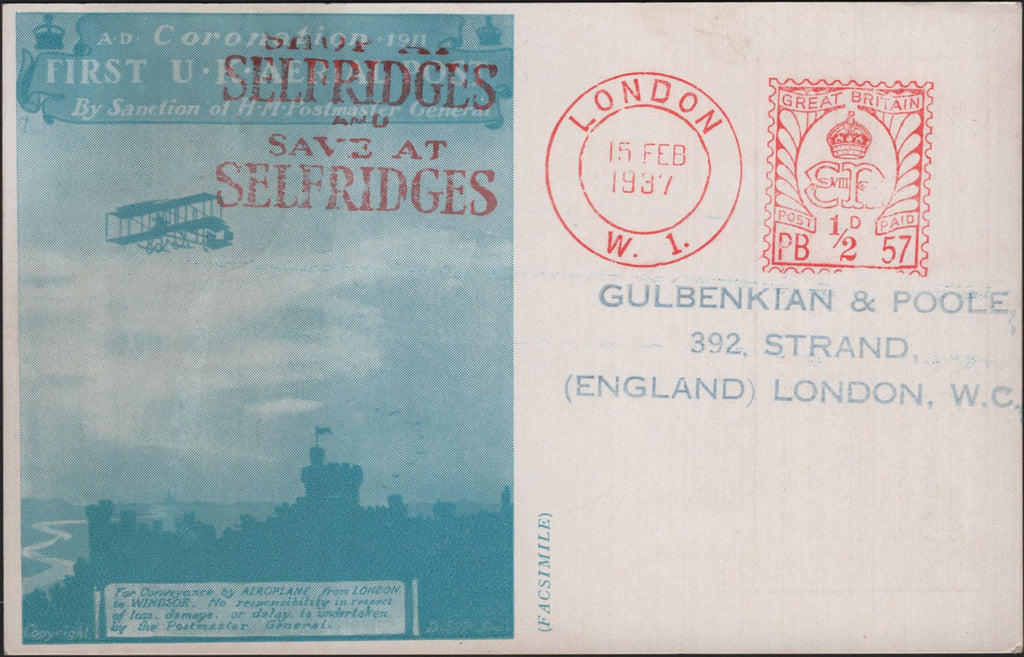 A·D· Coronation ·1911
FIRST U·K·AERIAL POST
By Sanction of H.M. Postmaster General
SHOP AT
SELFRIDGES
AND
SAVE AT
SELFRIDGES
LONDON
15 FEB
1937
W. 1.
GREAT BRITAIN
E VIII R
POST PAID
½D
PB 57
GULBENKIAN & POOLE,
392, STRAND,
(ENGLAND) LONDON, W.C.
(FACSIMILE)
For Conveyance by AEROPLANE from LONDON
to WINDSOR. No responsibility in respect
of loss, damage, or delay is undertaken
by the Postmaster General.
Copyright